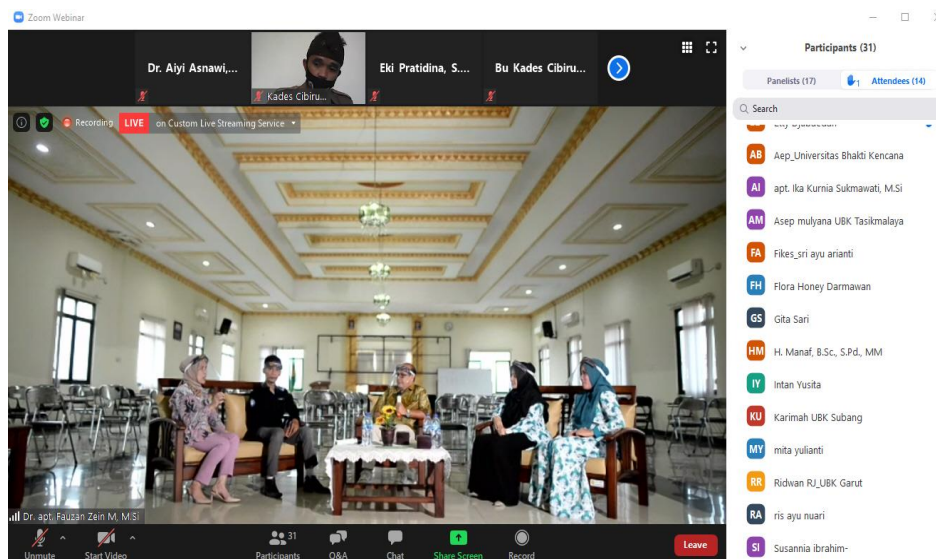 Zoom Webinar
Participants (31)
Panelists (17)
1
Attendees (14)
Search
Dr. Aiyi Asnawi,...
Kades Cibiru...
Eki Pratidina, S....
Bu Kades Cibiru...
Recording
LIVE
on Custom Live Streaming Service
AB
Aep_Universitas Bhakti Kencana
AI
apt. Ika Kurnia Sukmawati, M.Si
AM
Asep mulyana UBK Tasikmalaya
FA
Fikes_sri ayu arianti
FH
Flora Honey Darmawan
GS
Gita Sari
HM
H. Manaf, B.Sc., S.Pd., MM
IY
Intan Yusita
KU
Karimah UBK Subang
MY
mita yulianti
RR
Ridwan RJ_UBK Garut
RA
ris ayu nuari
SI
Susannia ibrahim-
Dr. apt. Fauzan Zein M, M.Si
Unmute
Start Video
31
Participants
Q&A
Chat
Share Screen
Record
Leave